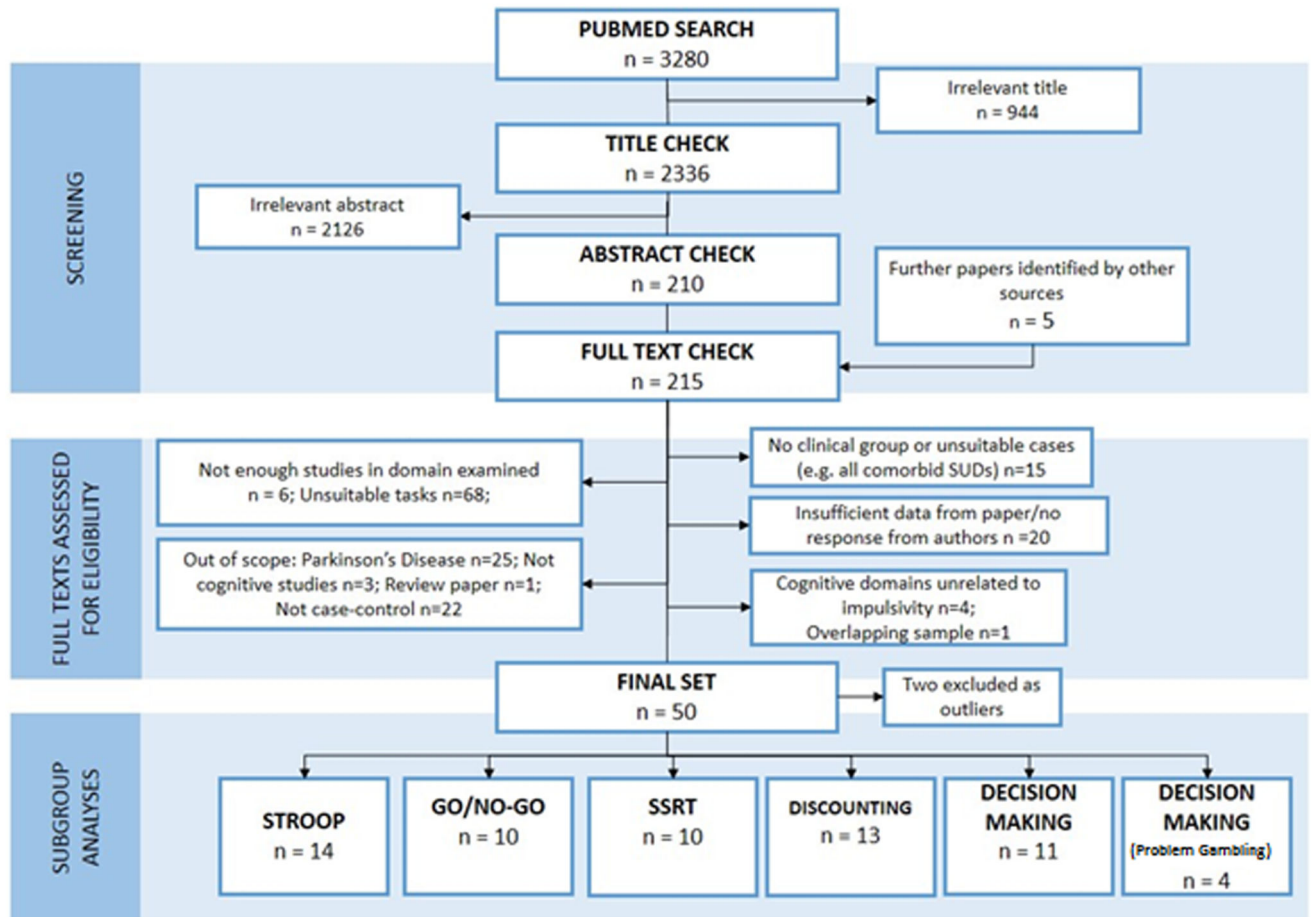 PUBMED SEARCH
n = 3280
Irrelevant title
n = 944
TITLE CHECK
n = 2336
Irrelevant abstract
n = 2126
ABSTRACT CHECK
n = 210
Further papers identified by other
sources
n = 5
FULL TEXT CHECK
n = 215
SCREENING
No clinical group or unsuitable cases
(e.g. all comorbid SUDs) n=15
Not enough studies in domain examined
n = 6; Unsuitable tasks n=68;
Insufficient data from paper/no
response from authors n =20
Out of scope: Parkinson's Disease n=25; Not
cognitive studies n=3; Review paper n=1;
Not case-control n=22
Cognitive domains unrelated to
impulsivity n=4;
Overlapping sample n=1
FULL TEXTS ASSESSED
FOR ELIGIBILITY
FINAL SET
n = 50
Two excluded as
outliers
SUBGROUP
ANALYSES
STROOP
n = 14
GO/NO-GO
n = 10
SSRT
n = 10
DISCOUNTING
n = 13
DECISION
MAKING
n = 11
DECISION
MAKING
(Problem Gambling)
n = 4